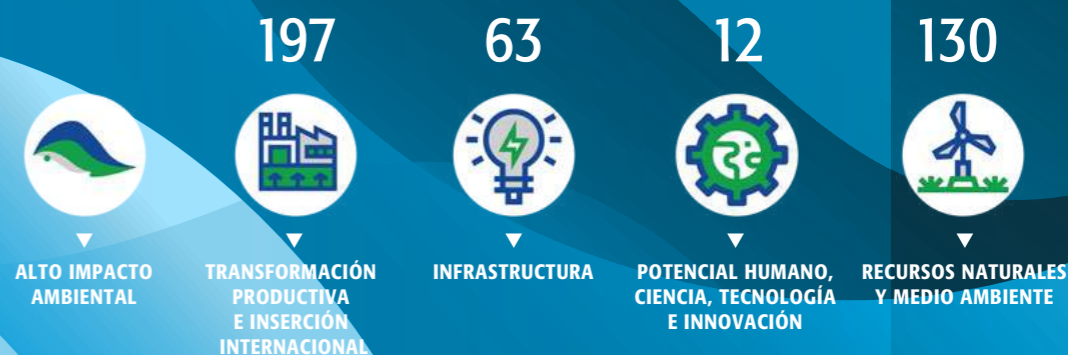 197
63
12
130
ALTO IMPACTO
AMBIENTAL
TRANSFORMACIÓN
PRODUCTIVA
E INSERCIÓN
INTERNACIONAL
INFRASTRUCTURA
POTENCIAL HUMANO,
CIENCIA, TECNOLOGÍA
E INNOVACIÓN
RECURSOS NATURALES
Y MEDIO AMBIENTE